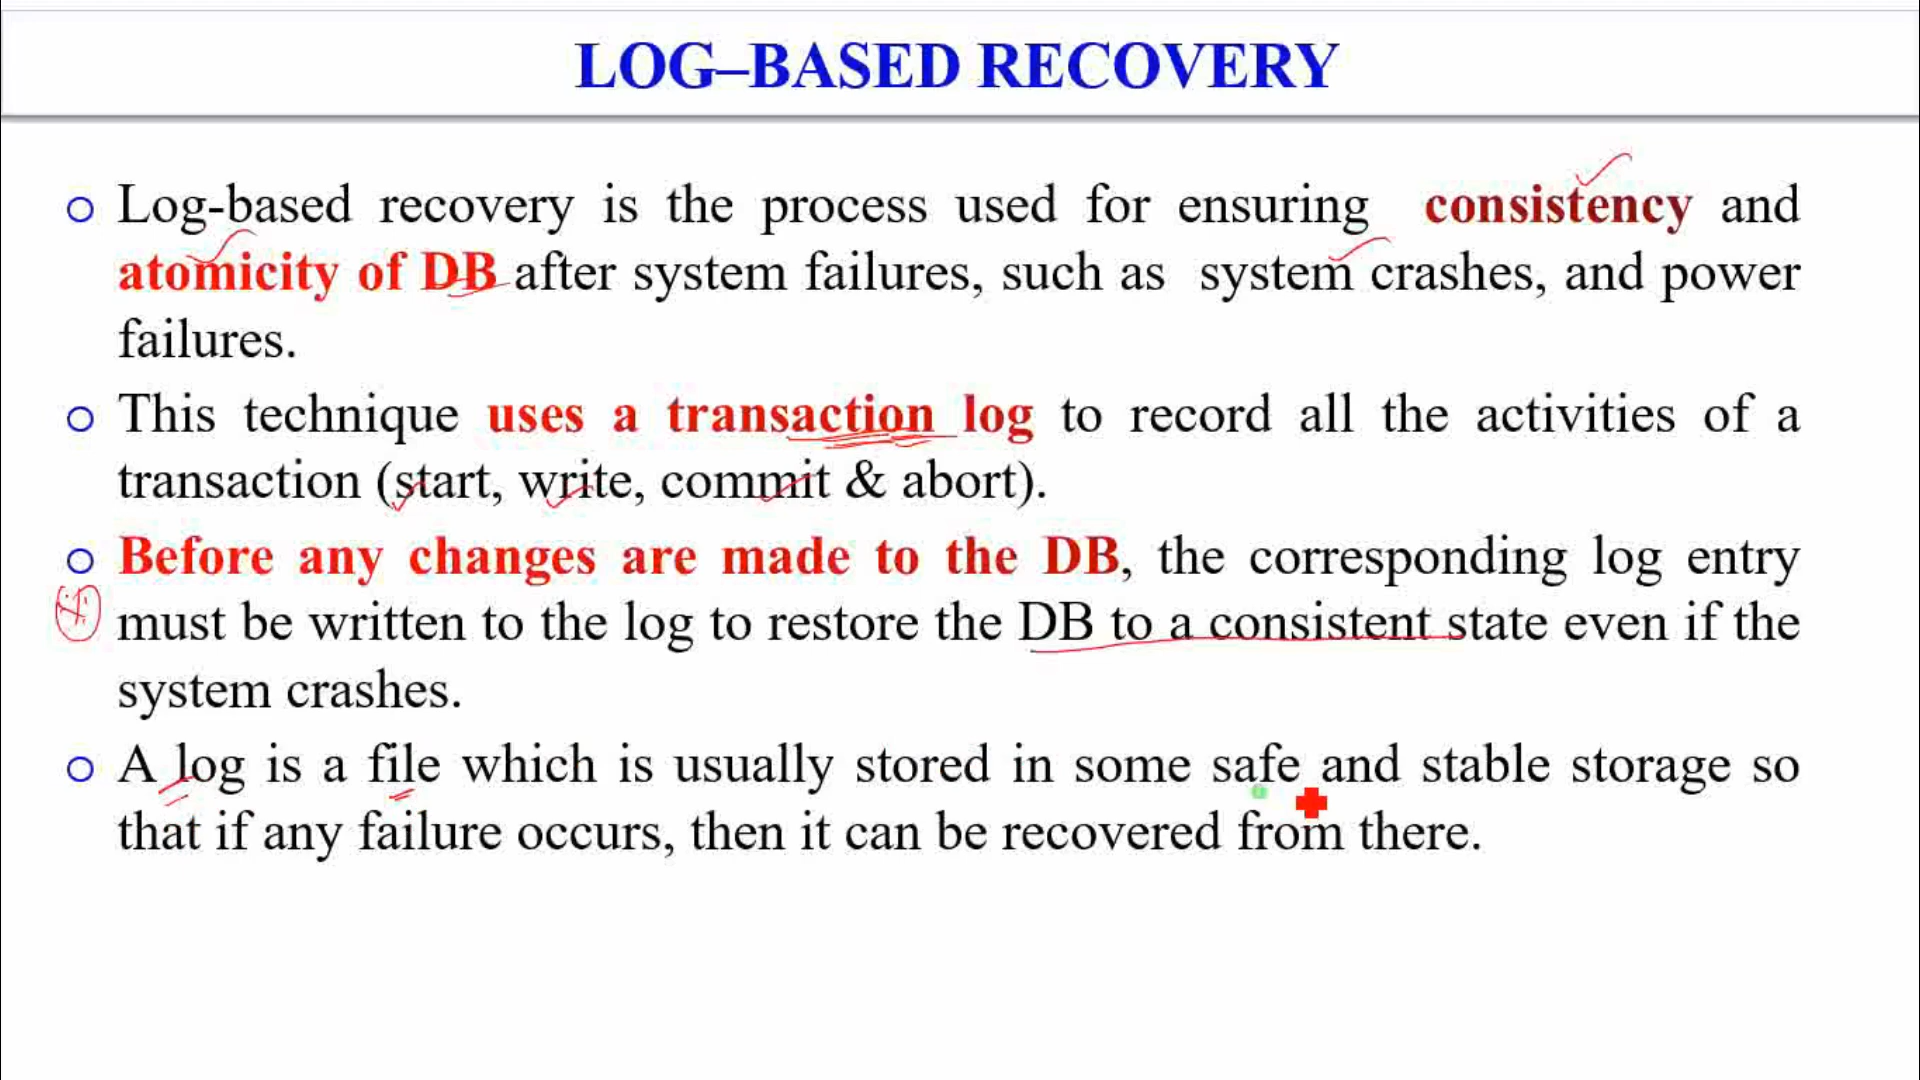 LOG–BASED RECOVERY
Log-based recovery is the process used for ensuring consistency and
atomicity of DB after system failures, such as system crashes, and power
failures.
This technique uses a transaction log to record all the activities of a
transaction (start, write, commit & abort).
Before any changes are made to the DB, the corresponding log entry
must be written to the log to restore the DB to a consistent state even if the
system crashes.
A log is a file which is usually stored in some safe and stable storage so
that if any failure occurs, then it can be recovered from there.